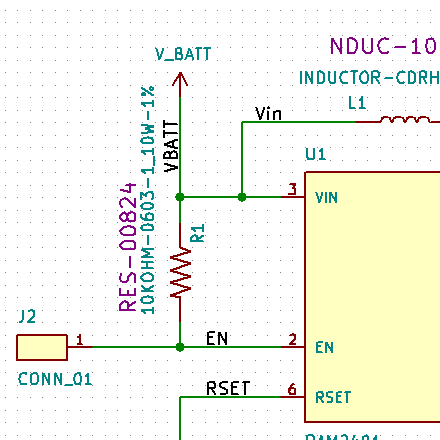 NDUC-10
V_BATT
INDUCTOR-CDRH
L1
Vin
VBATT
RES-00824
10KOHM-0603-1_10W-1%
U1
3
VIN
R1
J2
1
EN
2
EN
CONN_01
RSET
6
RSET